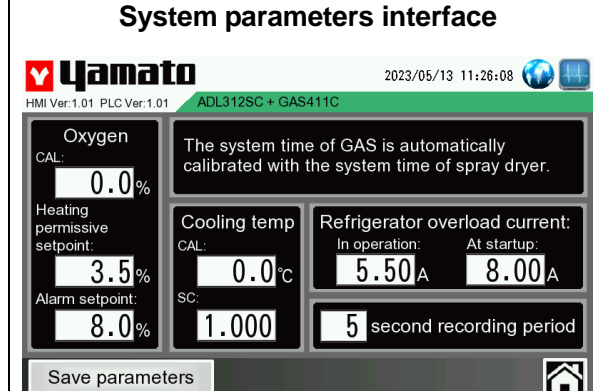 System parameters interface
Yamato
2023/05/13 11:26:08
HMI Ver:1.01 PLC Ver:1.01
ADL312SC + GAS411C
Oxygen
CAL:
0.0%
Heating
permissive
setpoint:
3.5%
Alarm setpoint:
8.0%
The system time of GAS is automatically
calibrated with the system time of spray dryer.
Cooling temp
CAL:
0.0℃
SC:
1.000
Refrigerator overload current:
In operation: At startup:
5.50A 8.00A
5 second recording period
Save parameters